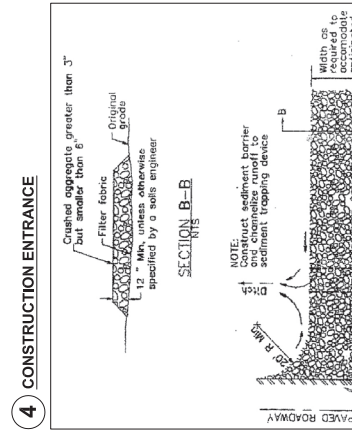 4 CONSTRUCTION ENTRANCE
Crushed aggregate greater than 3"
but smaller than 6"
Filter fabric
Original
grade
12 " Min, unless otherwise
specified by a soils engineer
SECTION B-B
NTS
NOTE:
Construct sediment barrier
and channelize runoff to
sediment trapping device
Ditch
20' R Min
B
Width as
required to
accomodate
PAVED ROADWAY